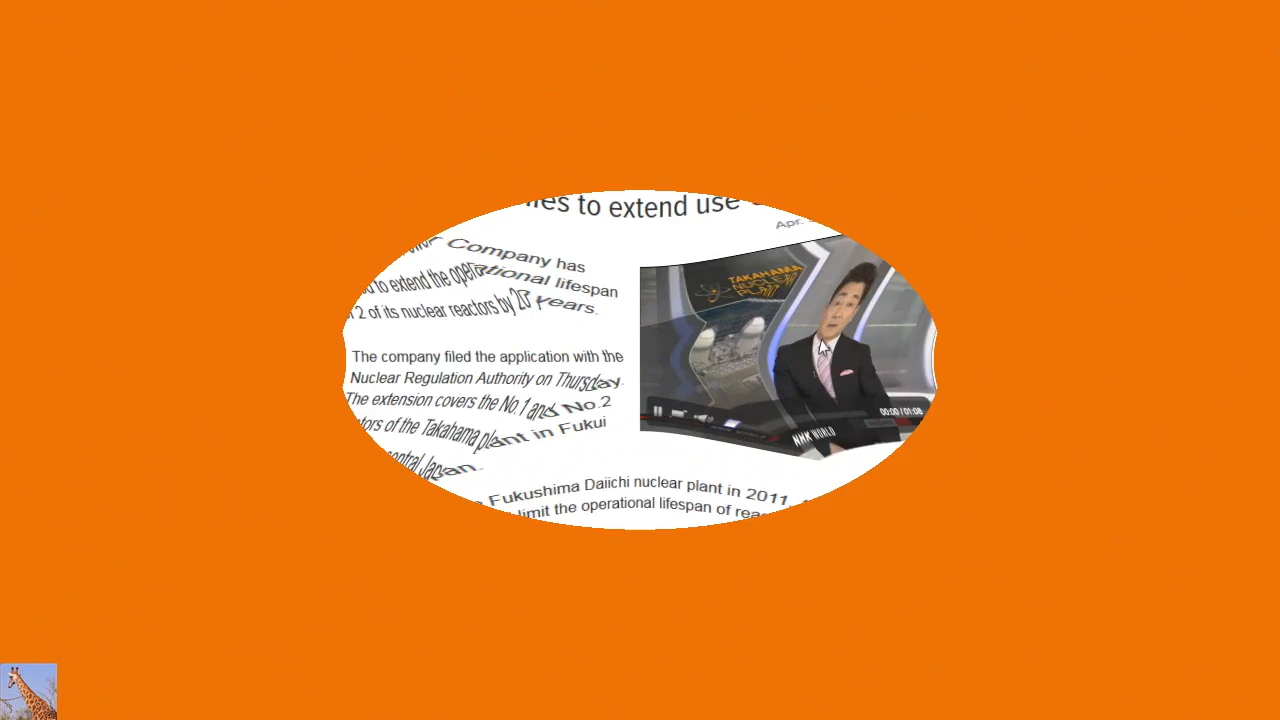 to extend use
Apr.
Company has
to extend the operational lifespan
2 of its nuclear reactors by 20 years.
The company filed the application with the
Nuclear Regulation Authority on Thursday.
The extension covers the No.1 and No.2
of the Takahama plant in Fukui
Japan.
Fukushima Daiichi nuclear plant in 2011,
limit the operational lifespan of
TAKAHAMA
NUCLEAR
00:00 / 01:08
NHK WORLD